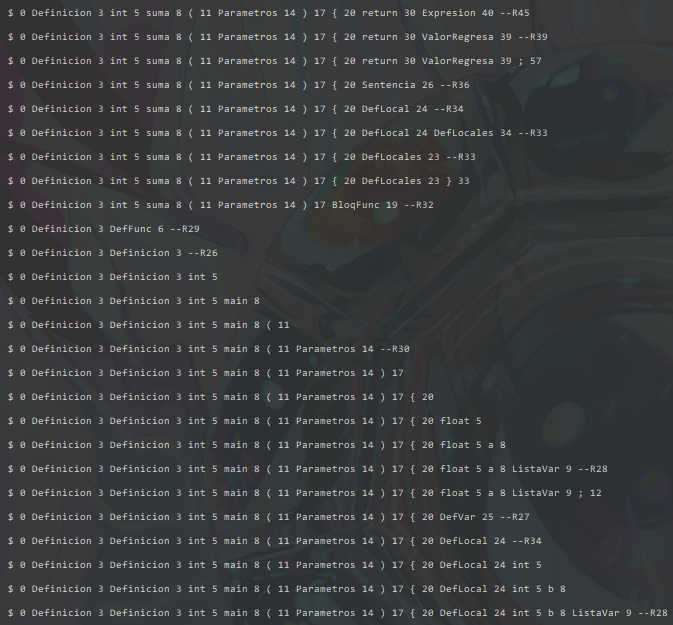 $ 0 Definicion 3 int 5 suma 8 ( 11 Parametros 14 ) 17 { 20 return 30 Expresion 40 --R45
$ 0 Definicion 3 int 5 suma 8 ( 11 Parametros 14 ) 17 { 20 return 30 ValorRegresa 39 --R39
$ 0 Definicion 3 int 5 suma 8 ( 11 Parametros 14 ) 17 { 20 return 30 ValorRegresa 39 ; 57
$ 0 Definicion 3 int 5 suma 8 ( 11 Parametros 14 ) 17 { 20 Sentencia 26 --R36
$ 0 Definicion 3 int 5 suma 8 ( 11 Parametros 14 ) 17 { 20 DefLocal 24 --R34
$ 0 Definicion 3 int 5 suma 8 ( 11 Parametros 14 ) 17 { 20 DefLocal 24 DefLocales 34 --R33
$ 0 Definicion 3 int 5 suma 8 ( 11 Parametros 14 ) 17 { 20 DefLocales 23 --R33
$ 0 Definicion 3 int 5 suma 8 ( 11 Parametros 14 ) 17 { 20 DefLocales 23 } 33
$ 0 Definicion 3 int 5 suma 8 ( 11 Parametros 14 ) 17 BloqFunc 19 --R32
$ 0 Definicion 3 DefFunc 6 --R29
$ 0 Definicion 3 Definicion 3 --R26
$ 0 Definicion 3 Definicion 3 int 5
$ 0 Definicion 3 Definicion 3 int 5 main 8
$ 0 Definicion 3 Definicion 3 int 5 main 8 ( 11
$ 0 Definicion 3 Definicion 3 int 5 main 8 ( 11 Parametros 14 --R30
$ 0 Definicion 3 Definicion 3 int 5 main 8 ( 11 Parametros 14 ) 17
$ 0 Definicion 3 Definicion 3 int 5 main 8 ( 11 Parametros 14 ) 17 { 20
$ 0 Definicion 3 Definicion 3 int 5 main 8 ( 11 Parametros 14 ) 17 { 20 float 5
$ 0 Definicion 3 Definicion 3 int 5 main 8 ( 11 Parametros 14 ) 17 { 20 float 5 a 8
$ 0 Definicion 3 Definicion 3 int 5 main 8 ( 11 Parametros 14 ) 17 { 20 float 5 a 8 ListaVar 9 --R28
$ 0 Definicion 3 Definicion 3 int 5 main 8 ( 11 Parametros 14 ) 17 { 20 float 5 a 8 ListaVar 9 ; 12
$ 0 Definicion 3 Definicion 3 int 5 main 8 ( 11 Parametros 14 ) 17 { 20 DefVar 25 --R27
$ 0 Definicion 3 Definicion 3 int 5 main 8 ( 11 Parametros 14 ) 17 { 20 DefLocal 24 --R34
$ 0 Definicion 3 Definicion 3 int 5 main 8 ( 11 Parametros 14 ) 17 { 20 DefLocal 24 int 5
$ 0 Definicion 3 Definicion 3 int 5 main 8 ( 11 Parametros 14 ) 17 { 20 DefLocal 24 int 5 b 8
$ 0 Definicion 3 Definicion 3 int 5 main 8 ( 11 Parametros 14 ) 17 { 20 DefLocal 24 int 5 b 8 ListaVar 9 --R28